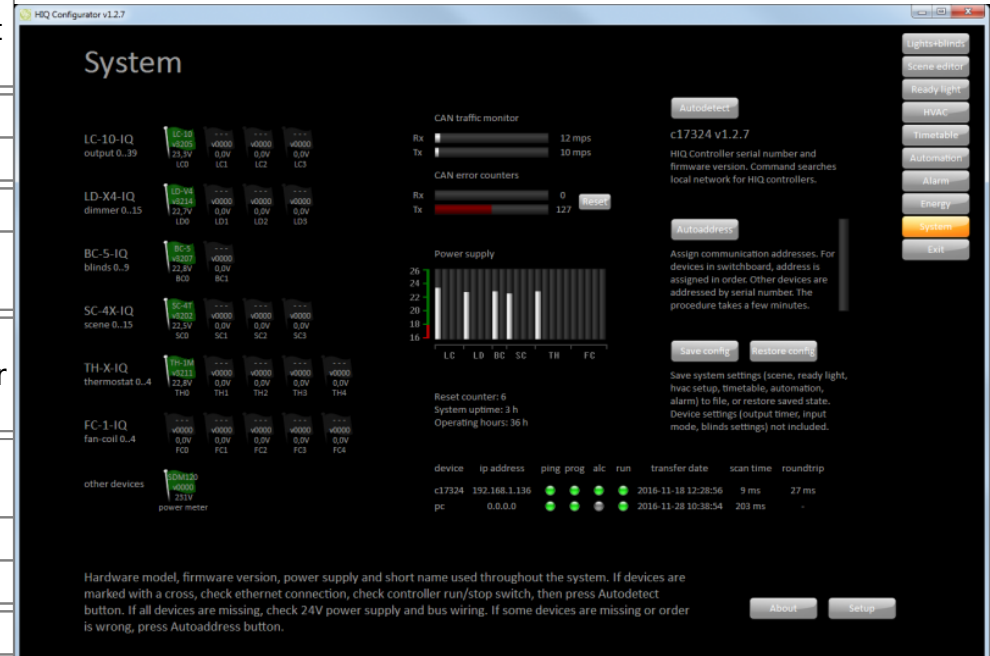 HIQ Configurator v1.2.7
System
Lights+blinds
Scene editor
Ready light
HVAC
Timetable
Automation
Alarm
Energy
System
Exit
LC-10-IQ
output 0..39
LC-10 --- --- ---
v8205 v0000 v0000 v0000
23,3V 0,0V 0,0V 0,0V
LC0 LC1 LC2 LC3
LD-X4-IQ
dimmer 0..15
LD-V4 --- --- ---
v8214 v0000 v0000 v0000
22,7V 0,0V 0,0V 0,0V
LD0 LD1 LD2 LD3
BC-5-IQ
blinds 0..9
BC-5 ---
v8207 v0000
22,8V 0,0V
BC0 BC1
SC-4X-IQ
scene 0..15
SC-4T --- --- ---
v8202 v0000 v0000 v0000
22,5V 0,0V 0,0V 0,0V
SC0 SC1 SC2 SC3
TH-X-IQ
thermostat 0..4
TH-1M --- --- --- ---
v8211 v0000 v0000 v0000 v0000
22,8V 0,0V 0,0V 0,0V 0,0V
TH0 TH1 TH2 TH3 TH4
FC-1-IQ
fan-coil 0..4
--- --- --- --- ---
v0000 v0000 v0000 v0000 v0000
0,0V 0,0V 0,0V 0,0V 0,0V
FC0 FC1 FC2 FC3 FC4
other devices
SDM120
v0000
231V
power meter
CAN traffic monitor
Rx 12 mps
Tx 10 mps
CAN error counters
Rx 0
Tx 127
Reset
Power supply
26
24
22
20
18
16
LC LD BC SC TH FC
Reset counter: 6
System uptime: 3 h
Operating hours: 36 h
Autodetect
c17324 v1.2.7
HIQ Controller serial number and
firmware version. Command searches
local network for HIQ controllers.
Autoaddress
Assign communication addresses. For
devices in switchboard, address is
assigned in order. Other devices are
addressed by serial number. The
procedure takes a few minutes.
Save config Restore config
Save system settings (scene, ready light,
hvac setup, timetable, automation,
alarm) to file, or restore saved state.
Device settings (output timer, input
mode, blinds settings) not included.
device ip address ping prog alc run transfer date scan time roundtrip
c17324 192.168.1.136 2016-11-18 12:28:56 9 ms 27 ms
pc 0.0.0.0 2016-11-28 10:38:54 203 ms -
Hardware model, firmware version, power supply and short name used throughout the system. If devices are
marked with a cross, check ethernet connection, check controller run/stop switch, then press Autodetect
button. If all devices are missing, check 24V power supply and bus wiring. If some devices are missing or order
is wrong, press Autoaddress button.
About Setup